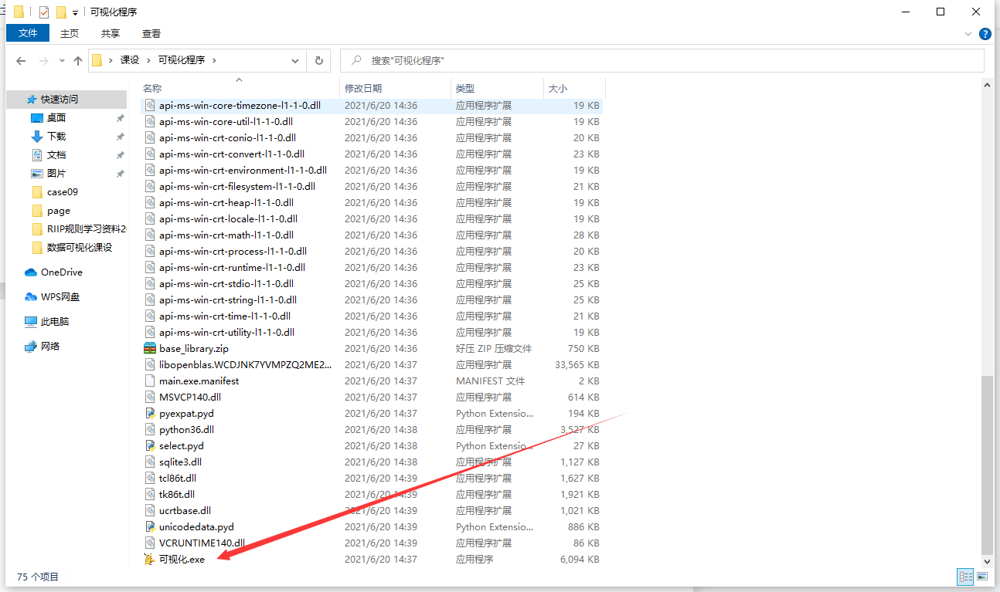 可视化程序
文件 主页 共享 查看
课设 可视化程序 搜索"可视化程序"
名称 修改日期 类型 大小
快速访问
桌面
下载
文档
图片
case09
page
RIIP规则学习资料2
数据可视化课设
OneDrive
WPS网盘
此电脑
网络
api-ms-win-core-timezone-l1-1-0.dll 2021/6/20 14:36 应用程序扩展 19 KB
api-ms-win-core-util-l1-1-0.dll 2021/6/20 14:36 应用程序扩展 19 KB
api-ms-win-crt-conio-l1-1-0.dll 2021/6/20 14:36 应用程序扩展 20 KB
api-ms-win-crt-convert-l1-1-0.dll 2021/6/20 14:36 应用程序扩展 23 KB
api-ms-win-crt-environment-l1-1-0.dll 2021/6/20 14:36 应用程序扩展 19 KB
api-ms-win-crt-filesystem-l1-1-0.dll 2021/6/20 14:36 应用程序扩展 21 KB
api-ms-win-crt-heap-l1-1-0.dll 2021/6/20 14:36 应用程序扩展 19 KB
api-ms-win-crt-locale-l1-1-0.dll 2021/6/20 14:36 应用程序扩展 19 KB
api-ms-win-crt-math-l1-1-0.dll 2021/6/20 14:36 应用程序扩展 28 KB
api-ms-win-crt-process-l1-1-0.dll 2021/6/20 14:36 应用程序扩展 20 KB
api-ms-win-crt-runtime-l1-1-0.dll 2021/6/20 14:36 应用程序扩展 23 KB
api-ms-win-crt-stdio-l1-1-0.dll 2021/6/20 14:36 应用程序扩展 25 KB
api-ms-win-crt-string-l1-1-0.dll 2021/6/20 14:36 应用程序扩展 25 KB
api-ms-win-crt-time-l1-1-0.dll 2021/6/20 14:36 应用程序扩展 21 KB
api-ms-win-crt-utility-l1-1-0.dll 2021/6/20 14:36 应用程序扩展 19 KB
base_library.zip 2021/6/20 14:36 好压 ZIP 压缩文件 750 KB
libopenblas.WCDJNK7YVMPZQ2ME2... 2021/6/20 14:37 应用程序扩展 33,565 KB
main.exe.manifest 2021/6/20 14:37 MANIFEST 文件 2 KB
MSVCP140.dll 2021/6/20 14:37 应用程序扩展 614 KB
pyexpat.pyd 2021/6/20 14:37 Python Extensio... 194 KB
python36.dll 2021/6/20 14:38 应用程序扩展 3,527 KB
select.pyd 2021/6/20 14:38 Python Extensio... 27 KB
sqlite3.dll 2021/6/20 14:38 应用程序扩展 1,127 KB
tcl86t.dll 2021/6/20 14:39 应用程序扩展 1,627 KB
tk86t.dll 2021/6/20 14:39 应用程序扩展 1,921 KB
ucrtbase.dll 2021/6/20 14:39 应用程序扩展 1,021 KB
unicodedata.pyd 2021/6/20 14:39 Python Extensio... 886 KB
VCRUNTIME140.dll 2021/6/20 14:39 应用程序扩展 86 KB
可视化.exe 2021/6/20 14:37 应用程序 6,094 KB
75 个项目